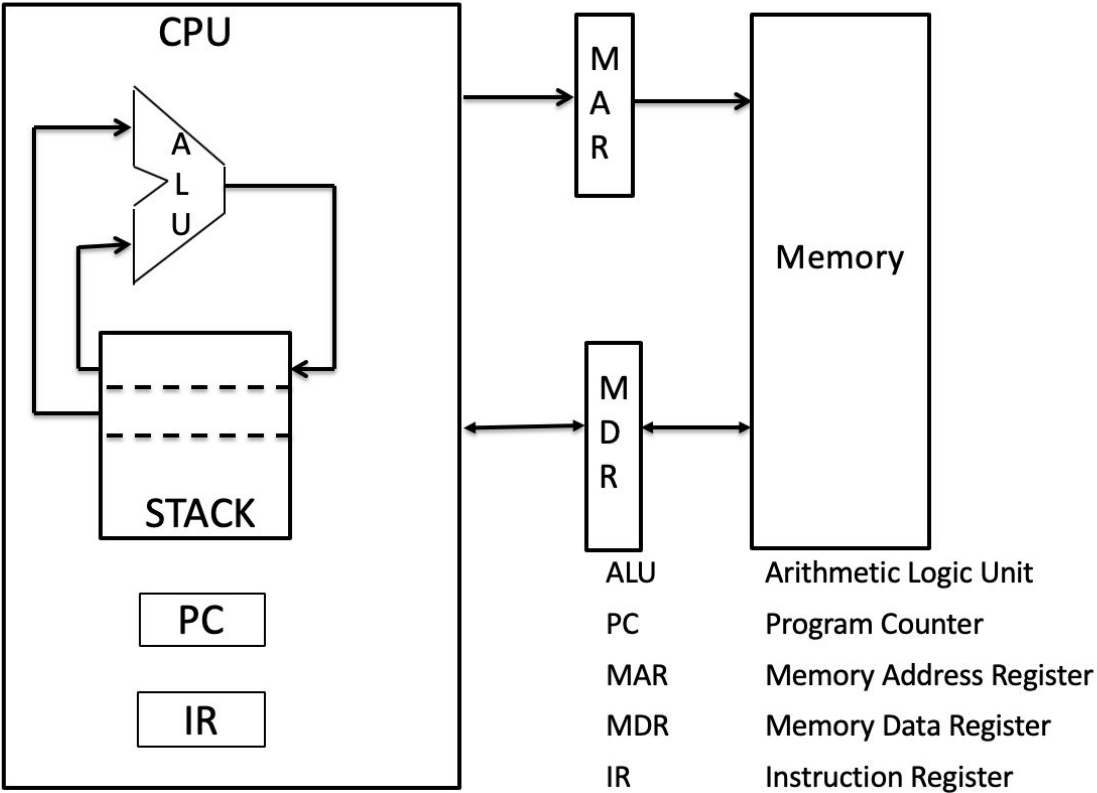 CPU
A
L
U
STACK
PC
IR
M
A
R
M
D
R
Memory
ALU Arithmetic Logic Unit
PC Program Counter
MAR Memory Address Register
MDR Memory Data Register
IR Instruction Register